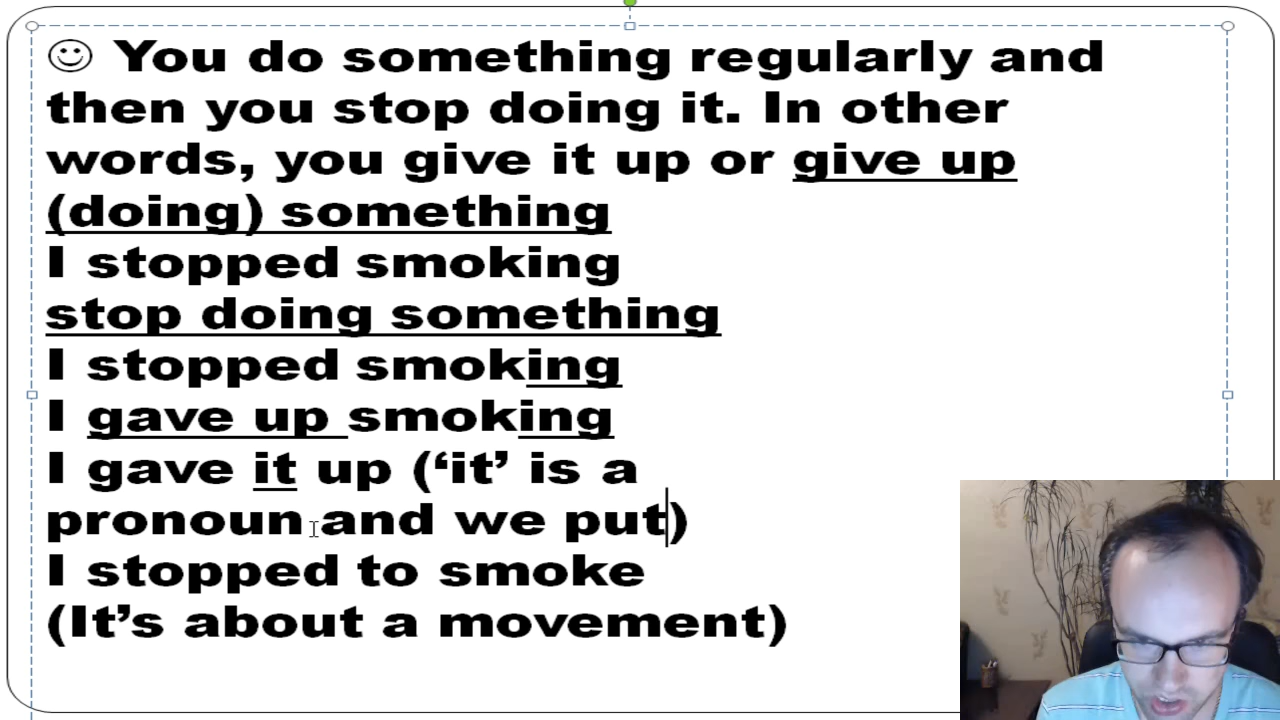 ☺ You do something regularly and
then you stop doing it. In other
words, you give it up or give up
(doing) something
I stopped smoking
stop doing something
I stopped smoking
I gave up smoking
I gave it up (‘it’ is a
pronoun and we put)
I stopped to smoke
(It’s about a movement)